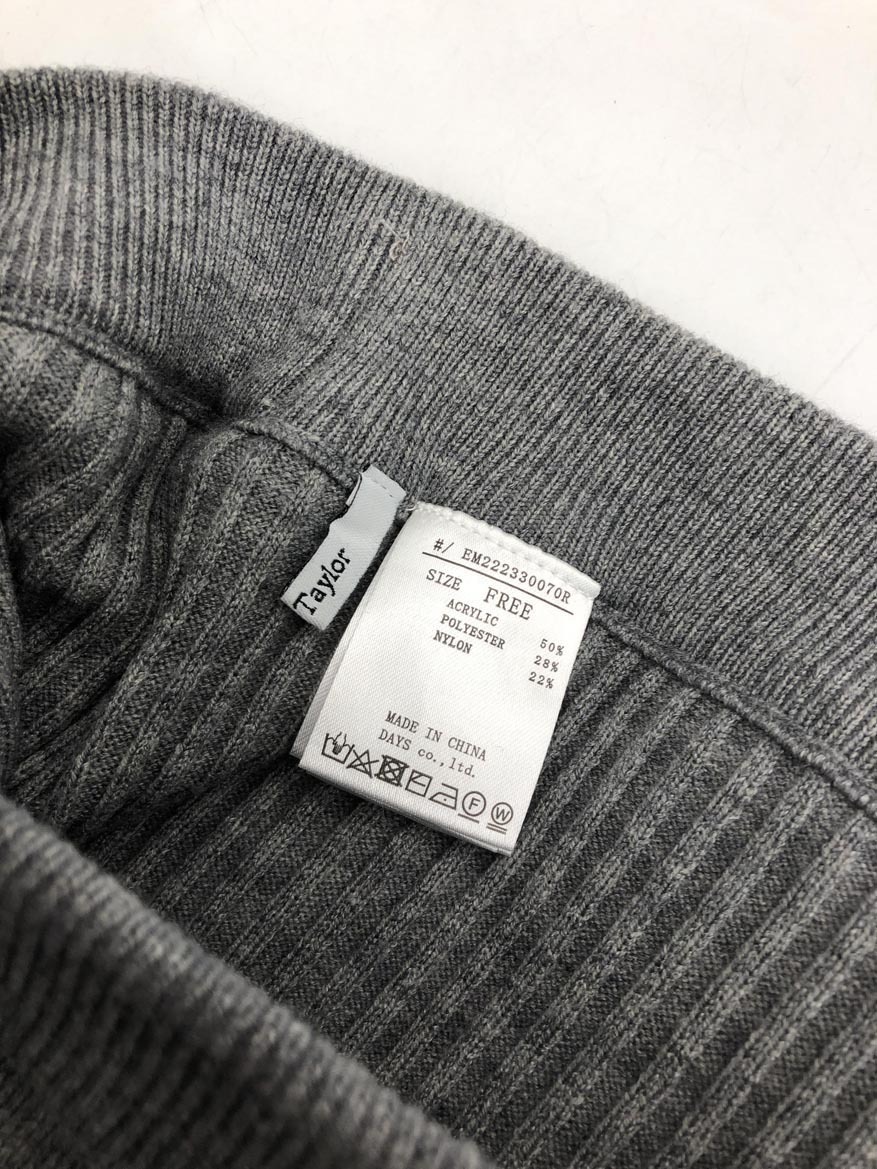 Taylor
#/ EM222330070R
SIZE FREE
ACRYLIC 50%
POLYESTER 28%
NYLON 22%
MADE IN CHINA
DAYS co.,ltd.
F W